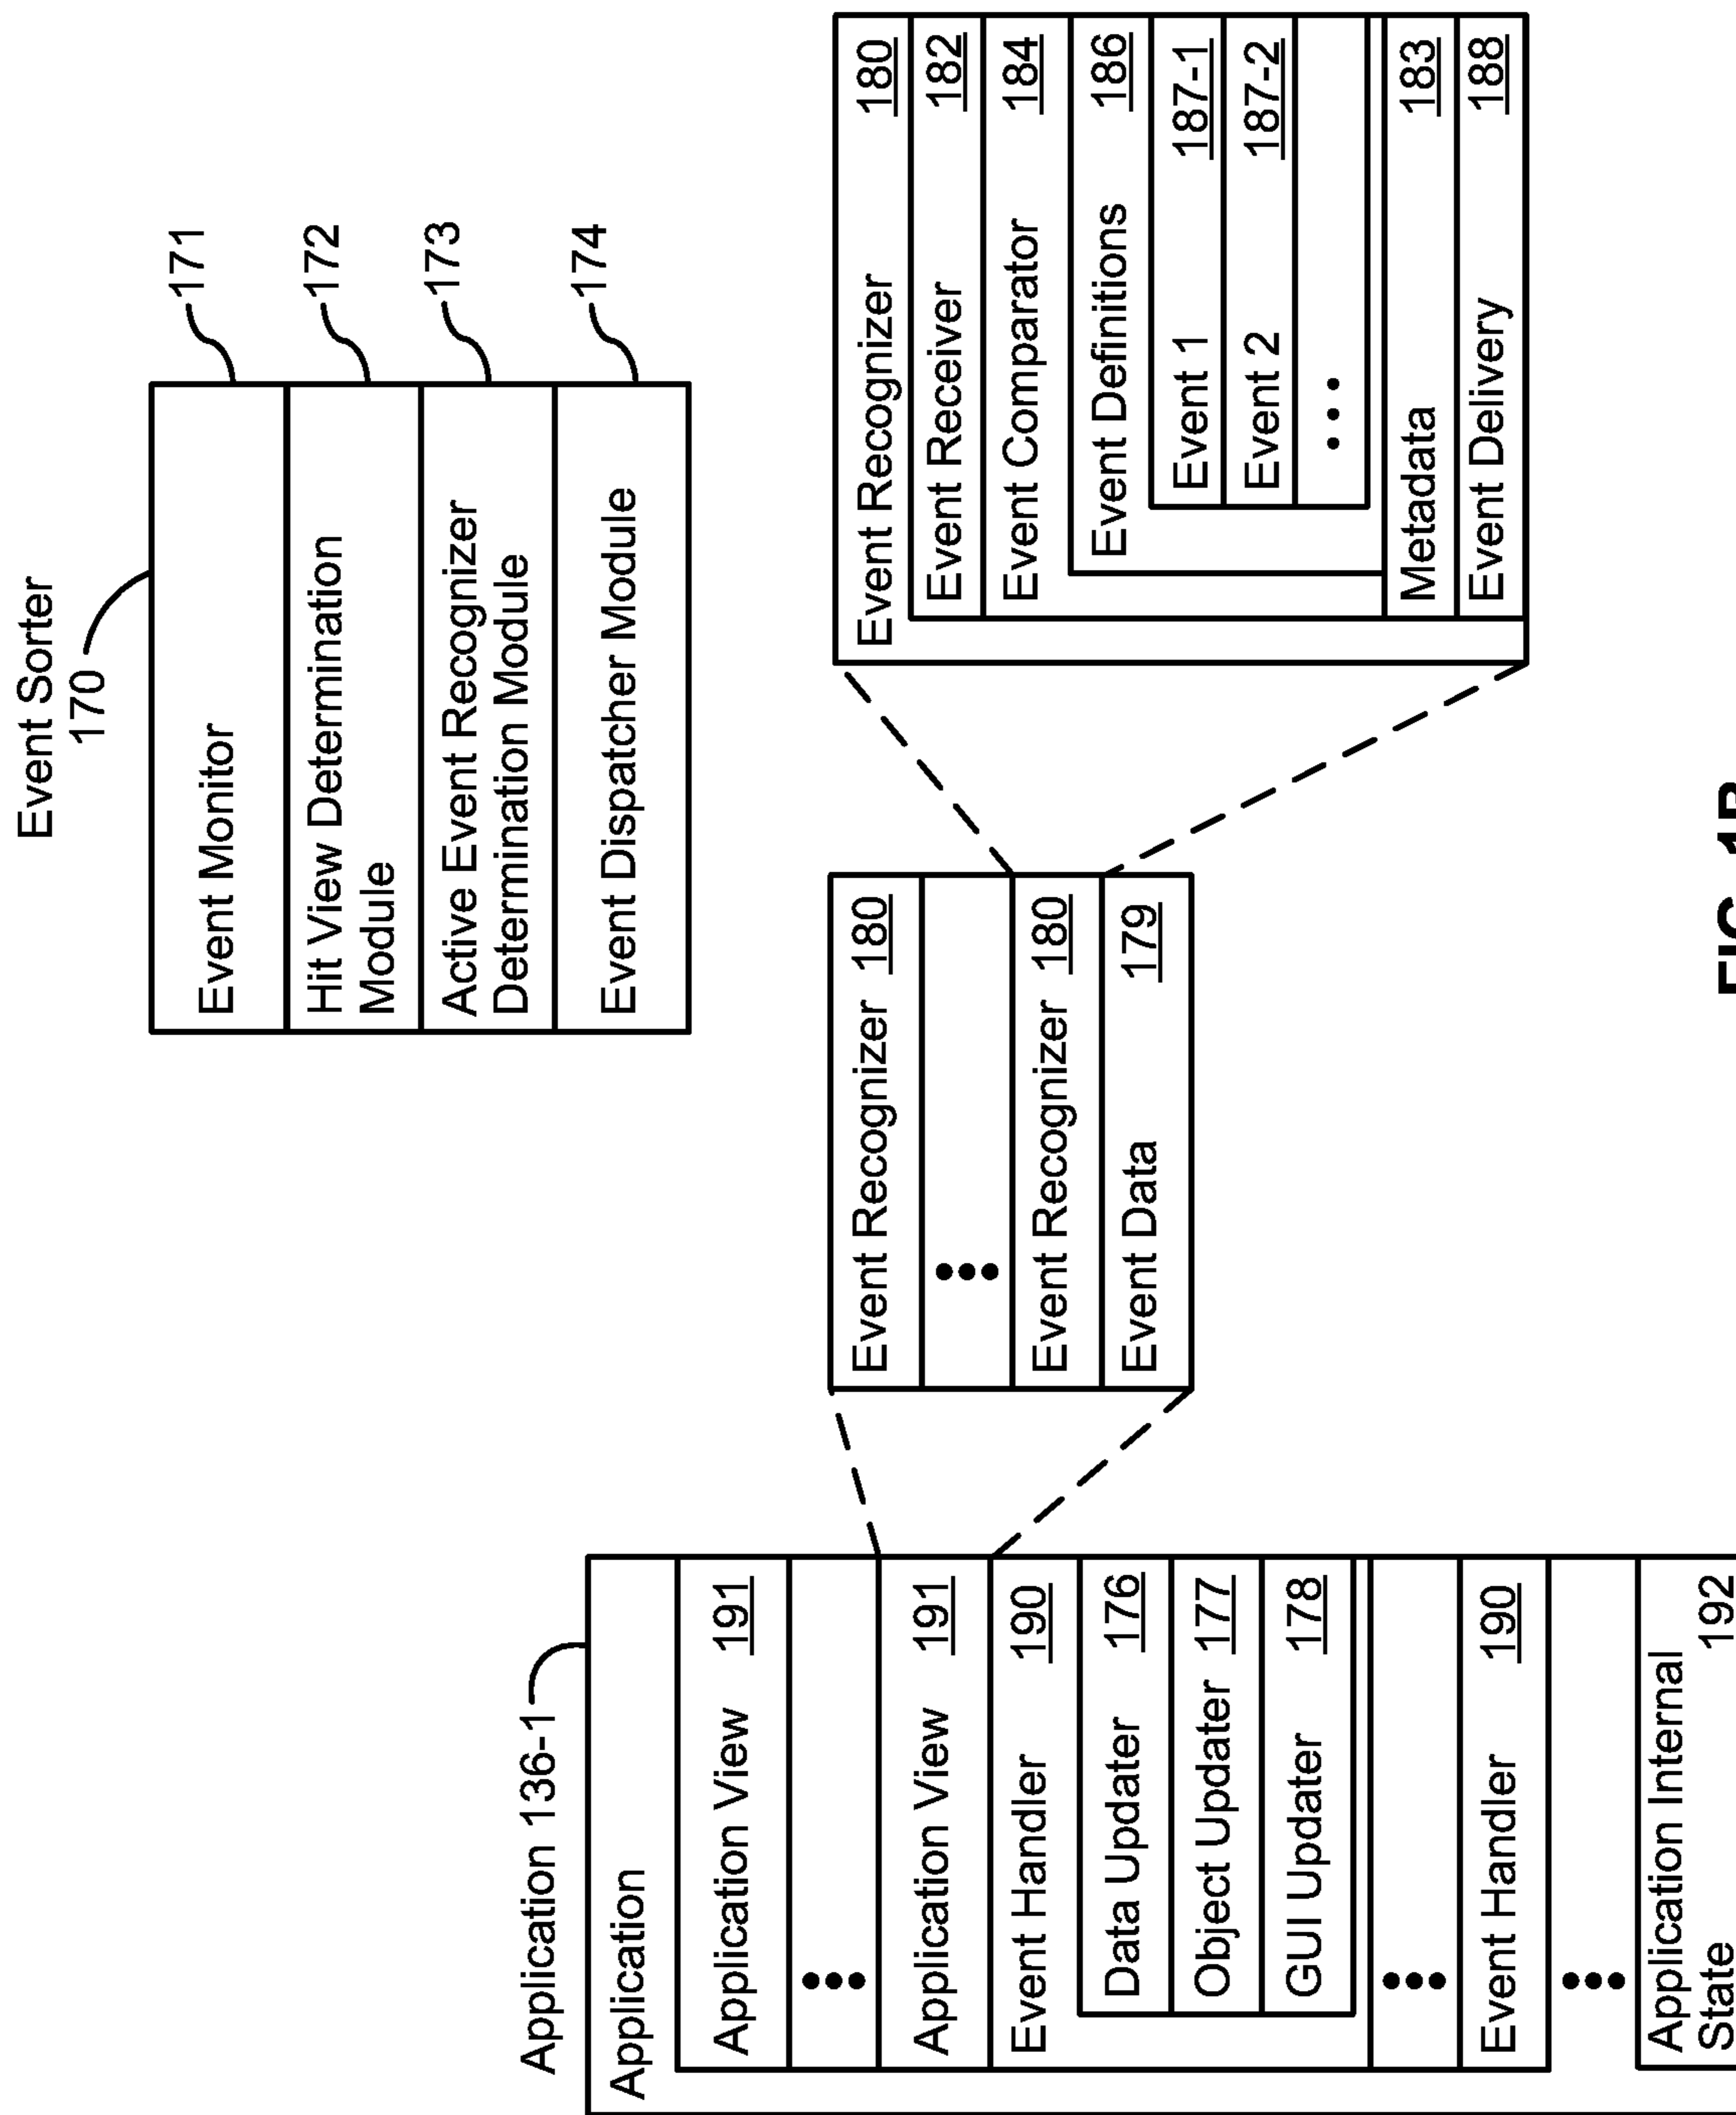 Event Sorter
170
Event Monitor
171
Hit View Determination
Module
172
Active Event Recognizer
Determination Module
173
Event Dispatcher Module
174
Application 136-1
Application
Application View 191
Application View 191
Event Handler 190
Data Updater 176
Object Updater 177
GUI Updater 178
Event Handler 190
Application Internal
State 192
Event Recognizer 180
Event Recognizer 180
Event Data 179
Event Recognizer 180
Event Receiver 182
Event Comparator 184
Event Definitions 186
Event 1 187-1
Event 2 187-2
Metadata 183
Event Delivery 188